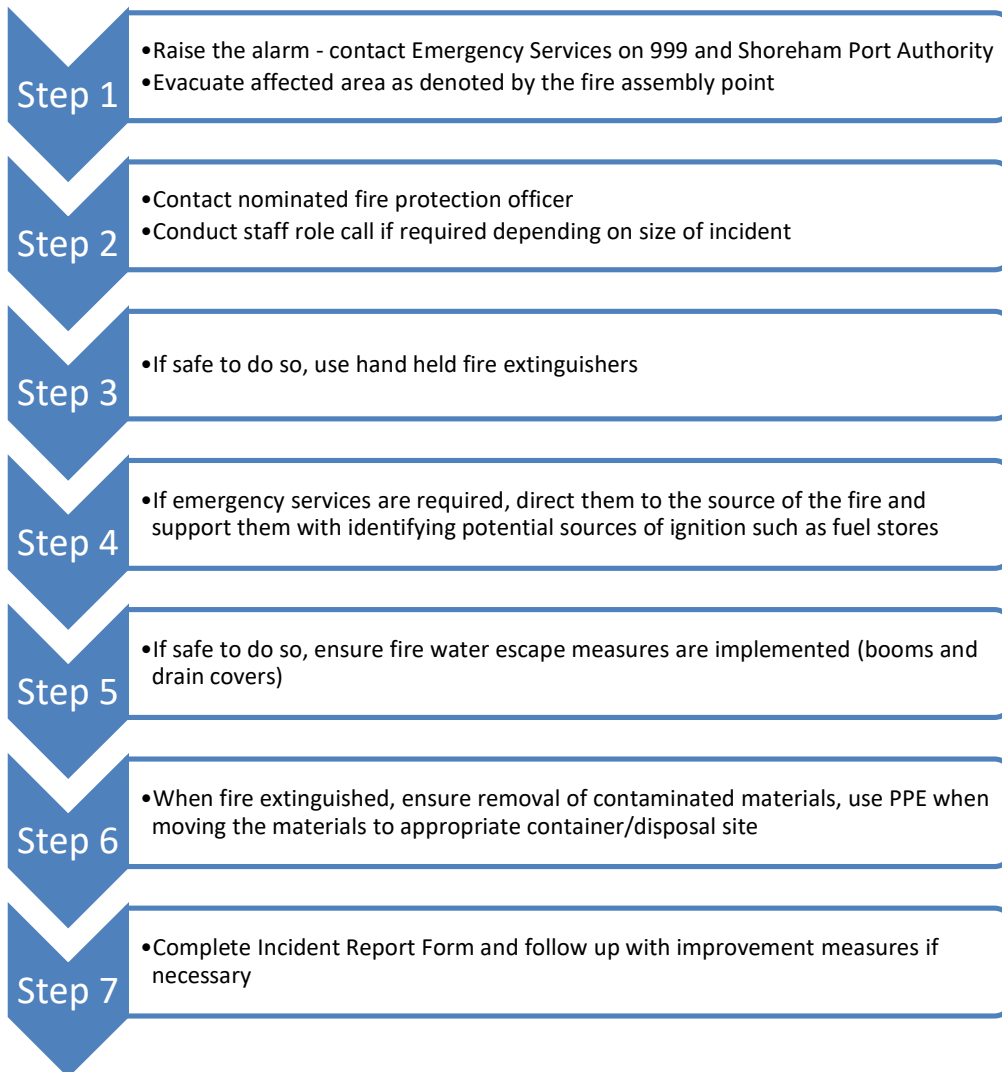 Step 1
•Raise the alarm - contact Emergency Services on 999 and Shoreham Port Authority
•Evacuate affected area as denoted by the fire assembly point
Step 2
•Contact nominated fire protection officer
•Conduct staff role call if required depending on size of incident
Step 3
•If safe to do so, use hand held fire extinguishers
Step 4
•If emergency services are required, direct them to the source of the fire and
support them with identifying potential sources of ignition such as fuel stores
Step 5
•If safe to do so, ensure fire water escape measures are implemented (booms and
drain covers)
Step 6
•When fire extinguished, ensure removal of contaminated materials, use PPE when
moving the materials to appropriate container/disposal site
Step 7
•Complete Incident Report Form and follow up with improvement measures if
necessary